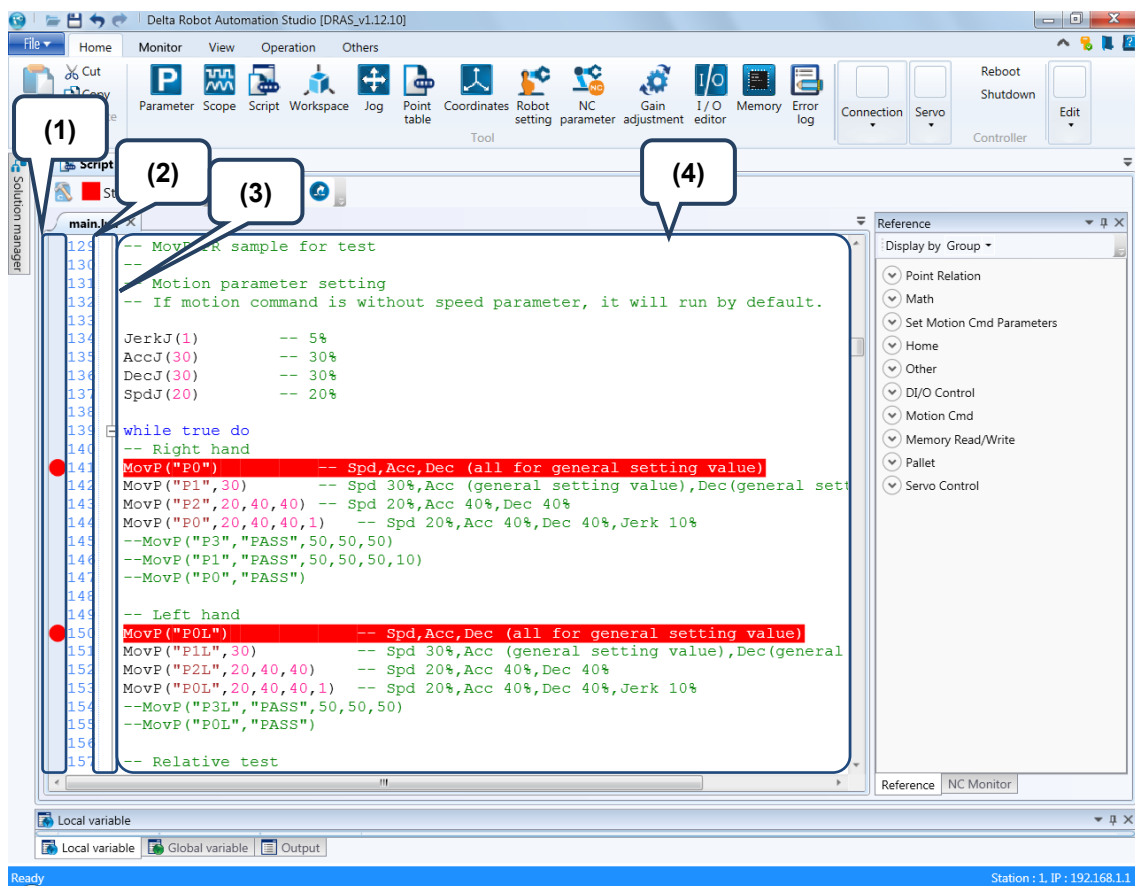 Delta Robot Automation Studio [DRAS_v1.12.10]
File Home Monitor View Operation Others
Cut
Copy
Parameter Scope Script Workspace Jog Point table Coordinates Robot setting NC parameter Gain adjustment I/O editor Memory Error log
Connection Servo Reboot Shutdown Edit
Tool Controller
(1)
(2)
(3)
(4)
Solution manager
Script
St
main.lu
129 -- MovP PR sample for test
130 --
131 -- Motion parameter setting
132 -- If motion command is without speed parameter, it will run by default.
133
134 JerkJ(1) -- 5%
135 AccJ(30) -- 30%
136 DecJ(30) -- 30%
137 SpdJ(20) -- 20%
138
139 while true do
140 -- Right hand
141 MovP("P0") -- Spd,Acc,Dec (all for general setting value)
142 MovP("P1",30) -- Spd 30%,Acc (general setting value),Dec(general sett
143 MovP("P2",20,40,40) -- Spd 20%,Acc 40%,Dec 40%
144 MovP("P0",20,40,40,1) -- Spd 20%,Acc 40%,Dec 40%,Jerk 10%
145 --MovP("P3","PASS",50,50,50)
146 --MovP("P1","PASS",50,50,50,10)
147 --MovP("P0","PASS")
148
149 -- Left hand
150 MovP("P0L") -- Spd,Acc,Dec (all for general setting value)
151 MovP("P1L",30) -- Spd 30%,Acc (general setting value),Dec(general
152 MovP("P2L",20,40,40) -- Spd 20%,Acc 40%,Dec 40%
153 MovP("P0L",20,40,40,1) -- Spd 20%,Acc 40%,Dec 40%,Jerk 10%
154 --MovP("P3L","PASS",50,50,50)
155 --MovP("P0L","PASS")
156
157 -- Relative test
Reference
Display by Group
Point Relation
Math
Set Motion Cmd Parameters
Home
Other
DI/O Control
Motion Cmd
Memory Read/Write
Pallet
Servo Control
Reference NC Monitor
Local variable
Local variable Global variable Output
Ready Station : 1, IP : 192.168.1.1